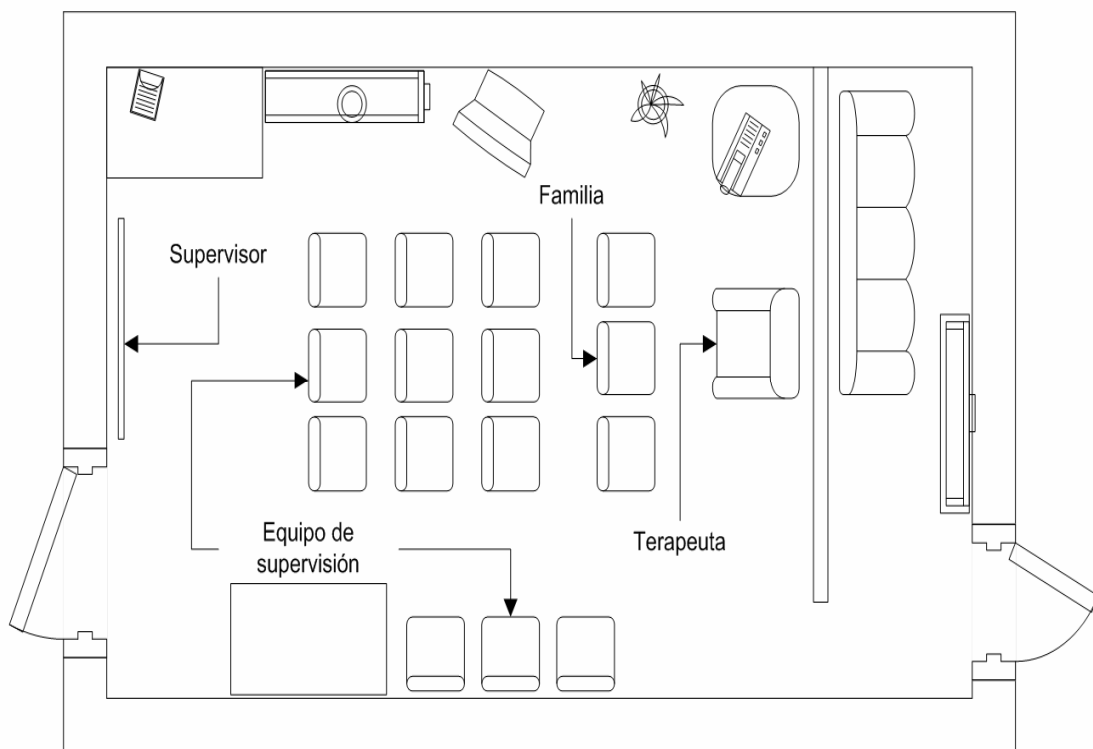 Familia
Supervisor
Equipo de
supervisión
Terapeuta